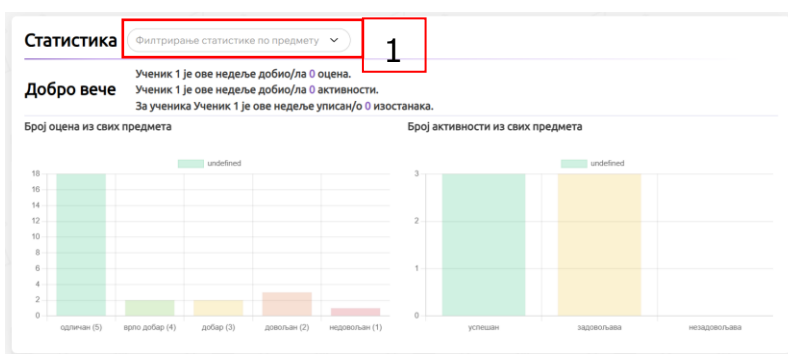 Статистика
Филтрирање статистике по предмету
1
Добро вече
Ученик 1 је ове недеље добио/ла 0 оцена.
Ученик 1 је ове недеље добио/ла 0 активности.
За ученика Ученик 1 је ове недеље уписан/о 0 изостанака.
Број оцена из свих предмета
undefined
18
16
14
12
10
8
6
4
2
0
одличан (5) врло добар (4) добар (3) довољан (2) недовољан (1)
Број активности из свих предмета
undefined
3
2
1
0
успешан задовољава незадовољава